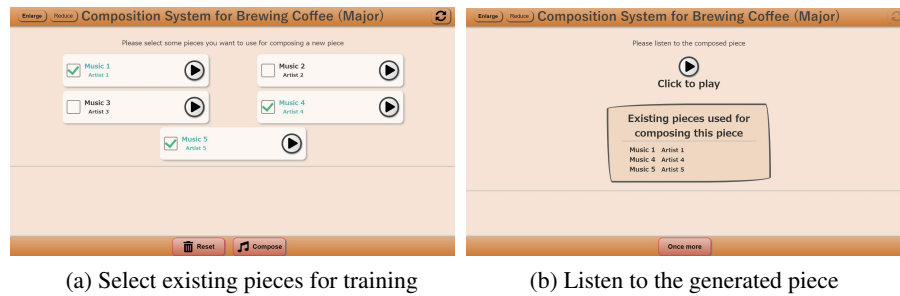 Enlarge Reduce Composition System for Brewing Coffee (Major)
Please select some pieces you want to use for composing a new piece
Music 1
Artist 1
Music 2
Artist 2
Music 3
Artist 3
Music 4
Artist 4
Music 5
Artist 5
Reset Compose
(a) Select existing pieces for training
Enlarge Reduce Composition System for Brewing Coffee (Major)
Please listen to the composed piece
Click to play
Existing pieces used for
composing this piece
Music 1 Artist 1
Music 4 Artist 4
Music 5 Artist 5
Once more
(b) Listen to the generated piece